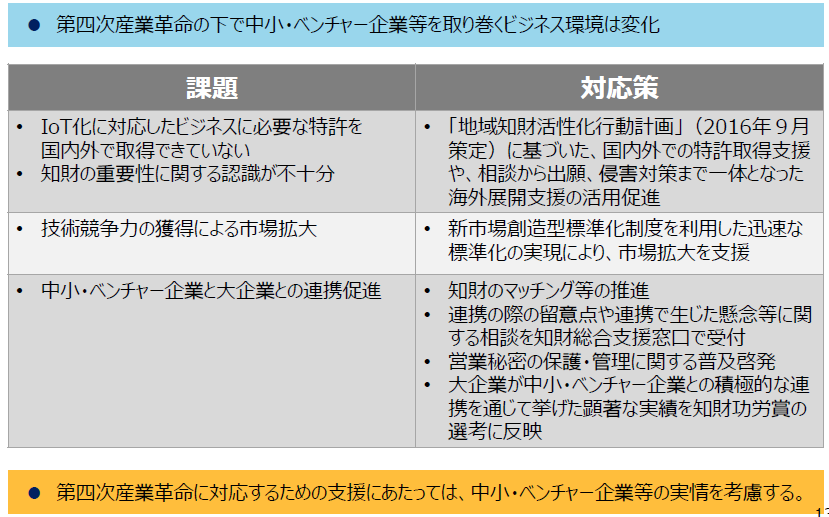 ● 第四次産業革命の下で中小・ベンチャー企業等を取り巻くビジネス環境は変化
課題
対応策
• IoT化に対応したビジネスに必要な特許を
国内外で取得できていない
• 知財の重要性に関する認識が不十分
• 「地域知財活性化行動計画」（2016年９月
策定）に基づいた、国内外での特許取得支援
や、相談から出願、侵害対策まで一体となった
海外展開支援の活用促進
• 技術競争力の獲得による市場拡大
• 新市場創造型標準化制度を利用した迅速な
標準化の実現により、市場拡大を支援
• 中小・ベンチャー企業と大企業との連携促進
• 知財のマッチング等の推進
• 連携の際の留意点や連携で生じた懸念等に関
する相談を知財総合支援窓口で受付
• 営業秘密の保護・管理に関する普及啓発
• 大企業が中小・ベンチャー企業との積極的な連
携を通じて挙げた顕著な実績を知財功労賞の
選考に反映
● 第四次産業革命に対応するための支援にあたっては、中小・ベンチャー企業等の実情を考慮する。